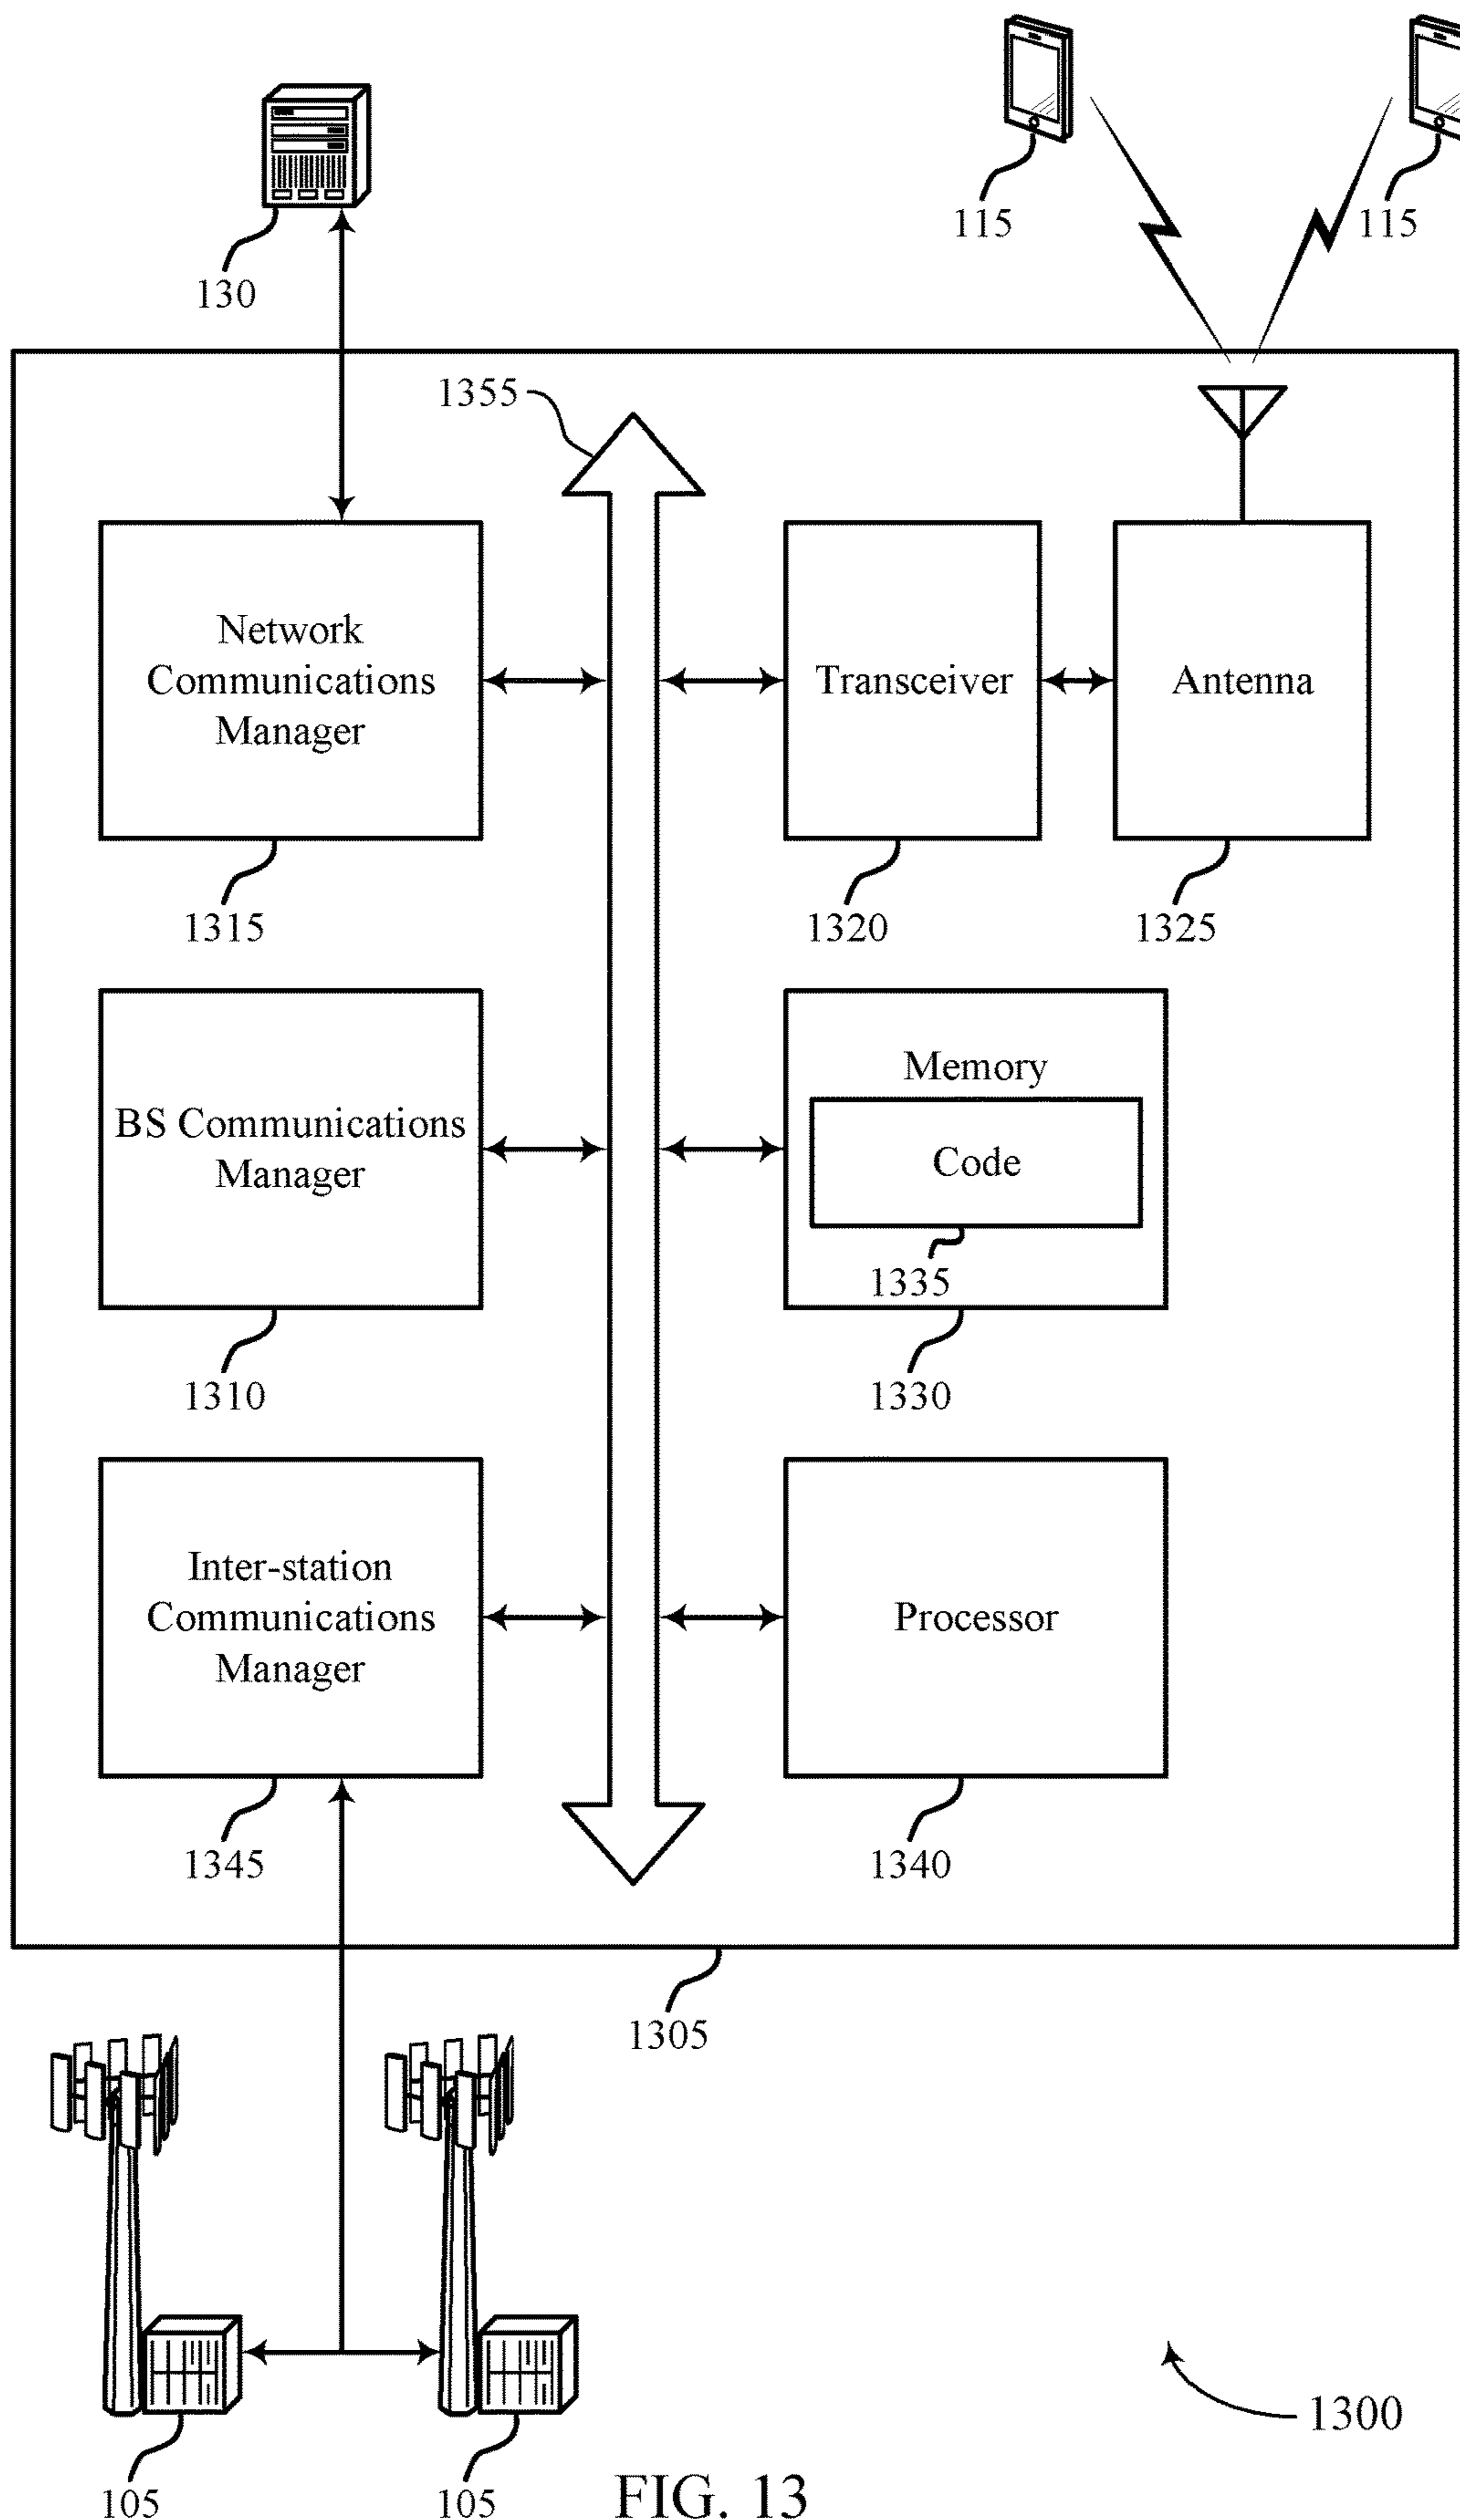 130
115
115
1355
Network
Communications
Manager
Transceiver
Antenna
1315
1320
1325
BS Communications
Manager
Memory
Code
1335
1310
1330
Inter-station
Communications
Manager
Processor
1345
1340
1305
105
105
1300
FIG. 13